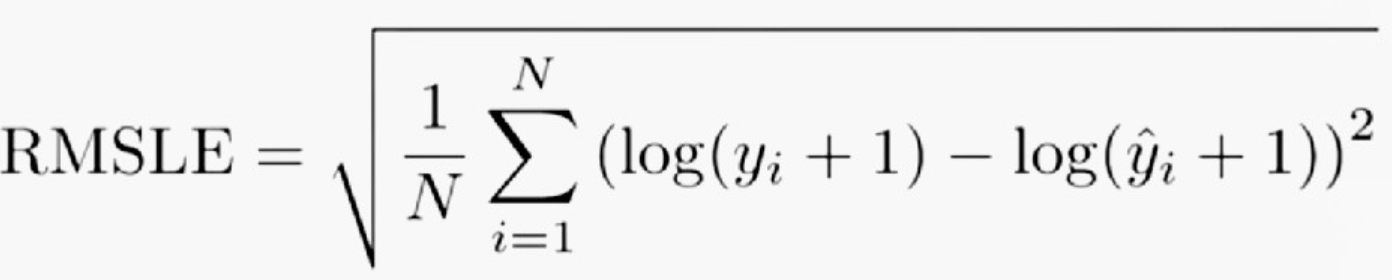 RMSLE = \sqrt{\frac{1}{N} \sum_{i=1}^{N} (\log(y_i + 1) - \log(\hat{y}_i + 1))^2}